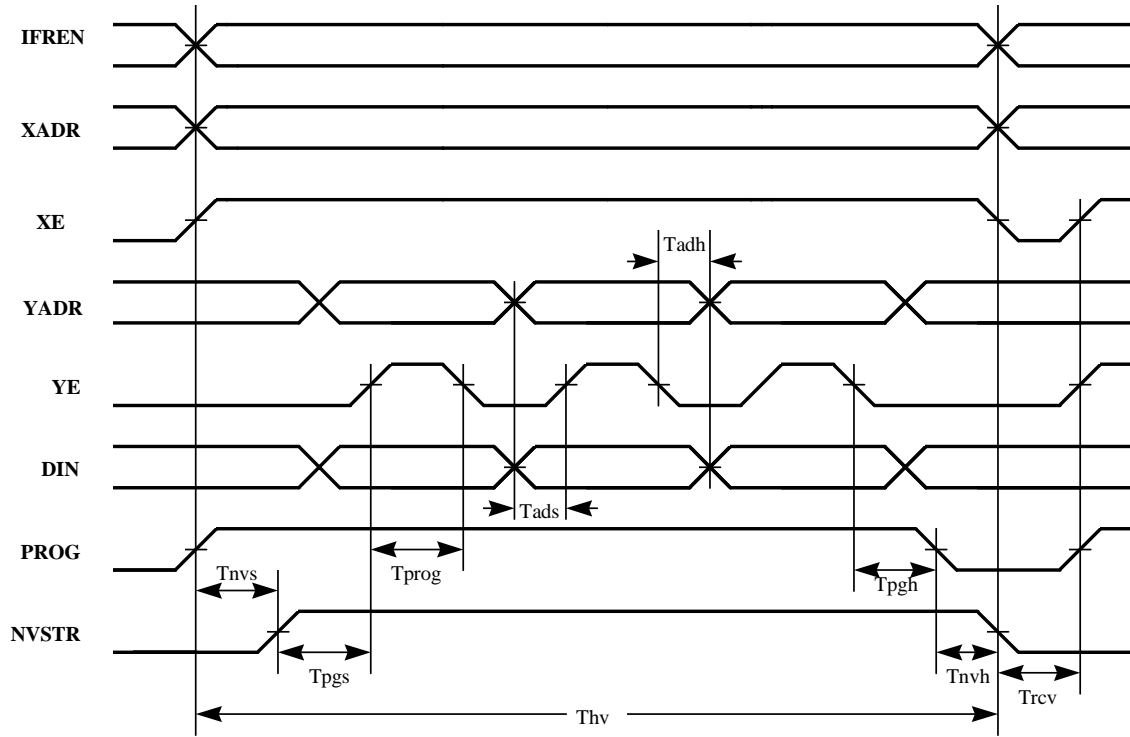 IFREN
XADR
XE
Tadh
YADR
YE
DIN
Tads
PROG
Tnvs
Tprog
Tpgh
NVSTR
Tpgs
Tnvh
Trcv
Thv